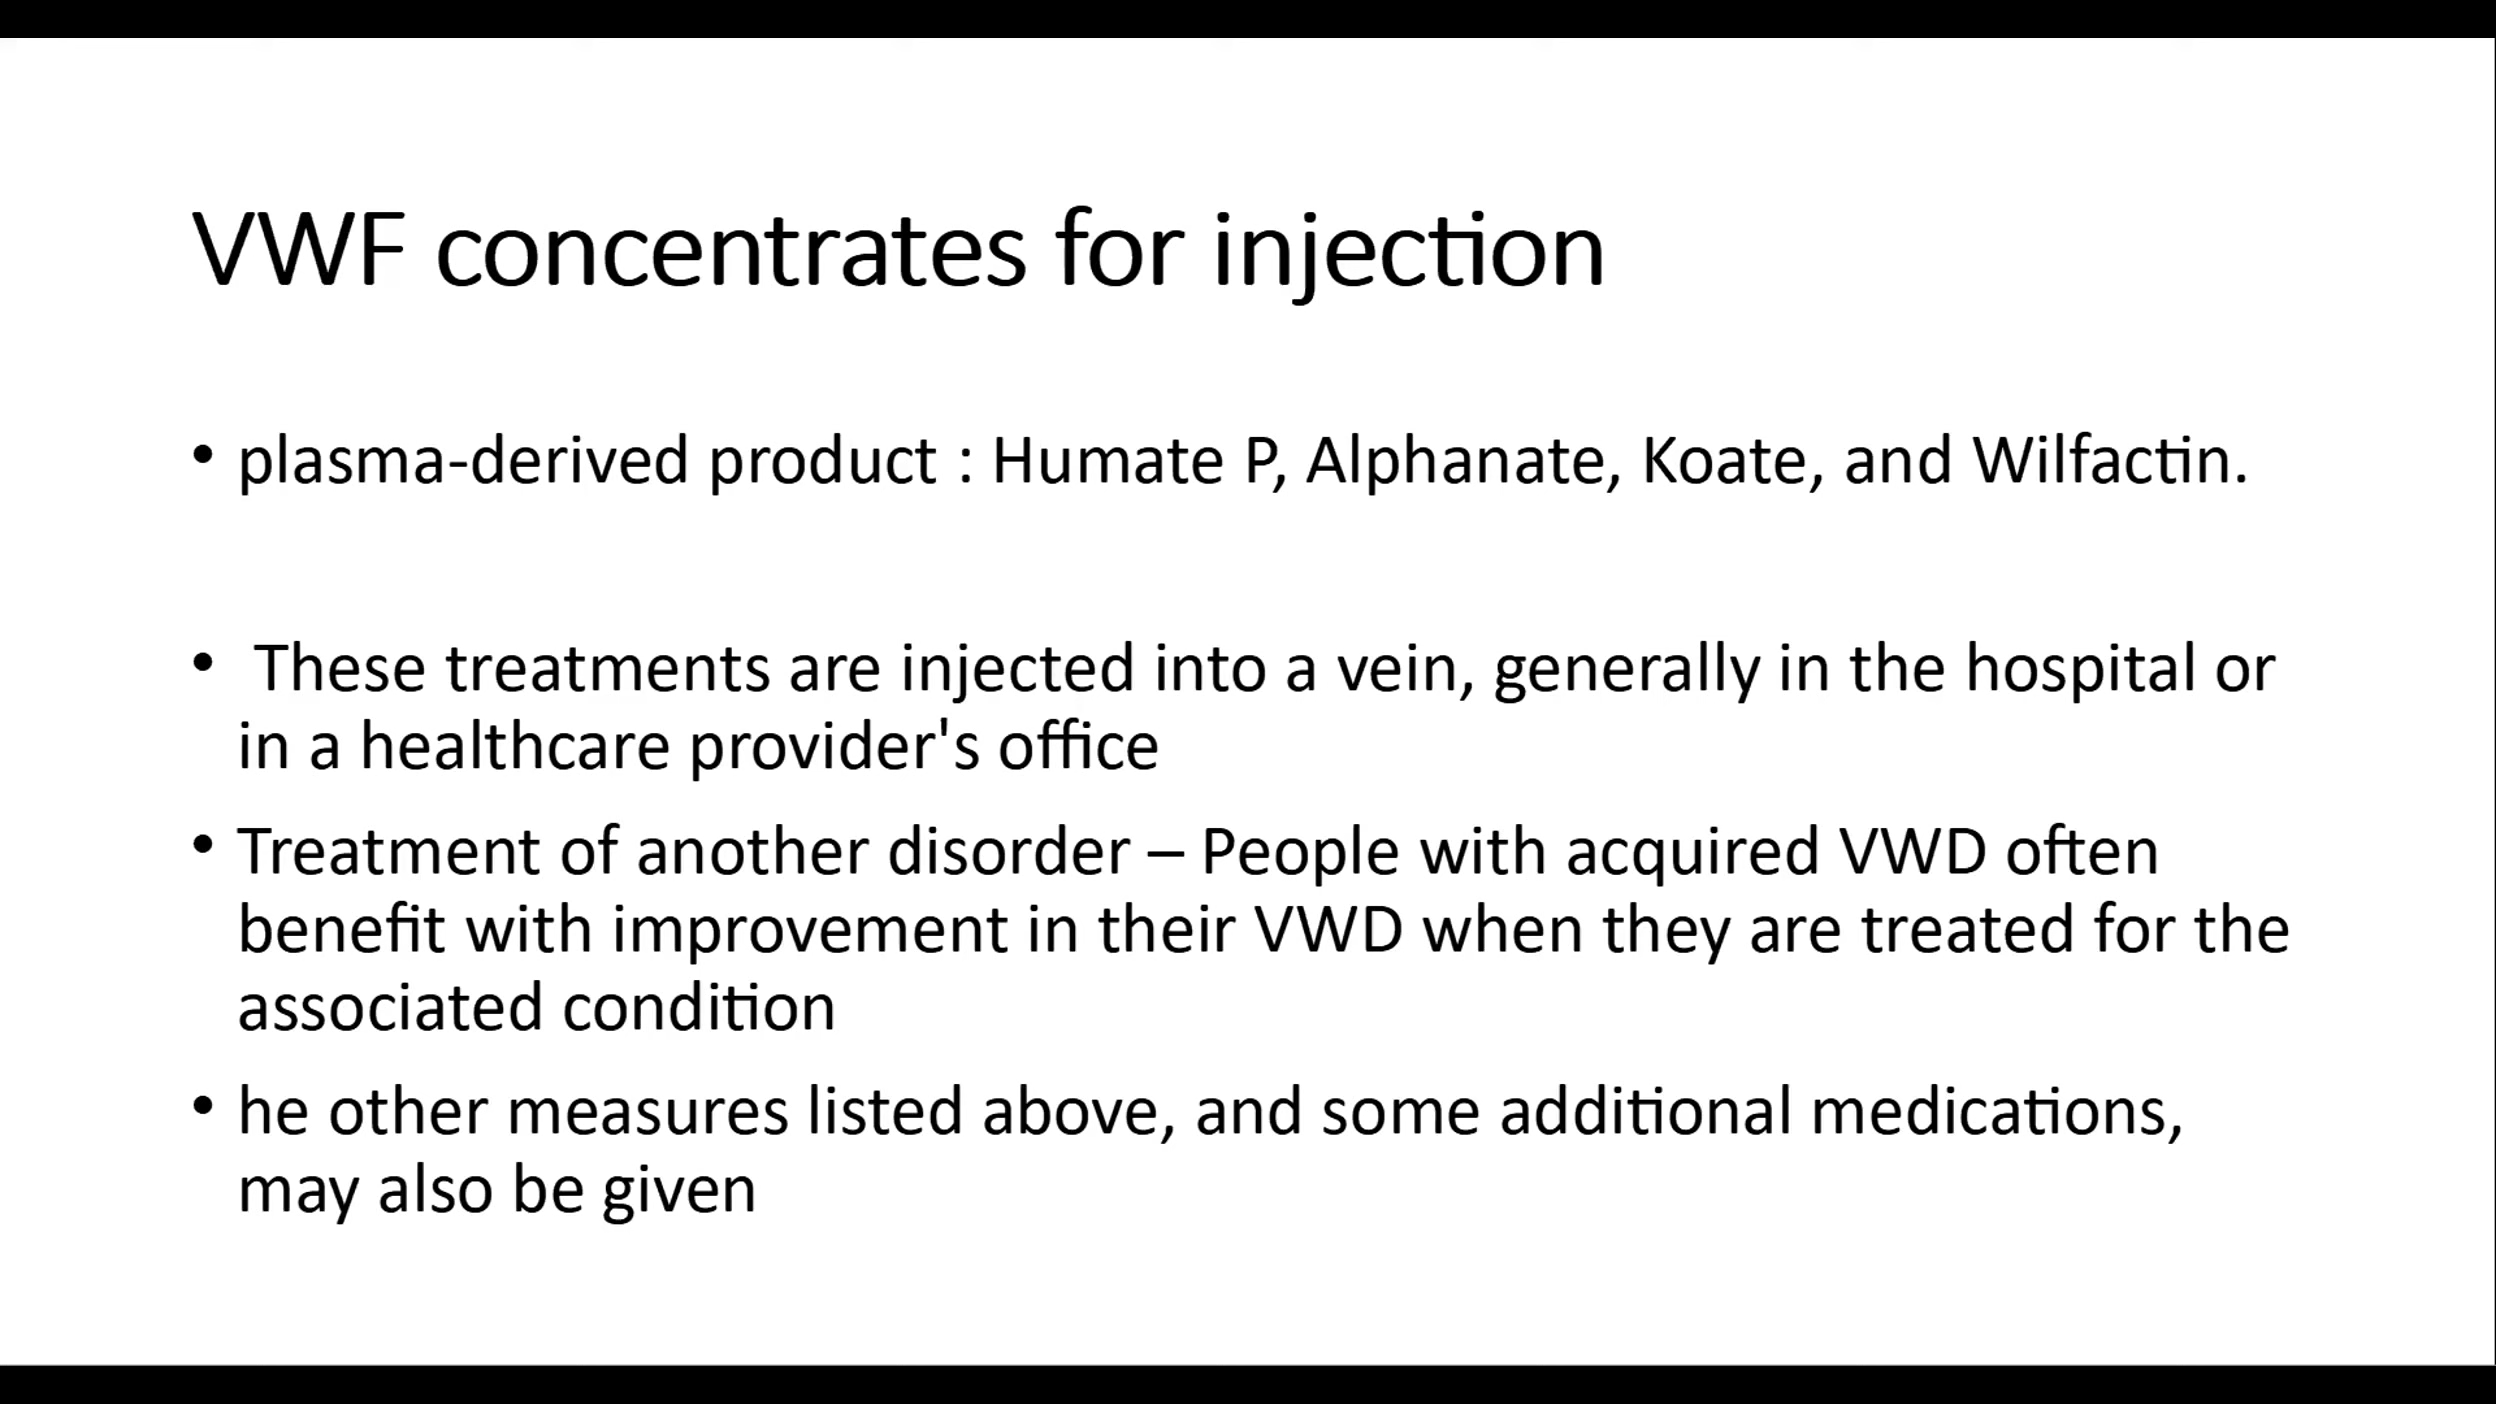 VWF concentrates for injection
• plasma-derived product : Humate P, Alphanate, Koate, and Wilfactin.
• These treatments are injected into a vein, generally in the hospital or
in a healthcare provider's office
• Treatment of another disorder – People with acquired VWD often
benefit with improvement in their VWD when they are treated for the
associated condition
• he other measures listed above, and some additional medications,
may also be given